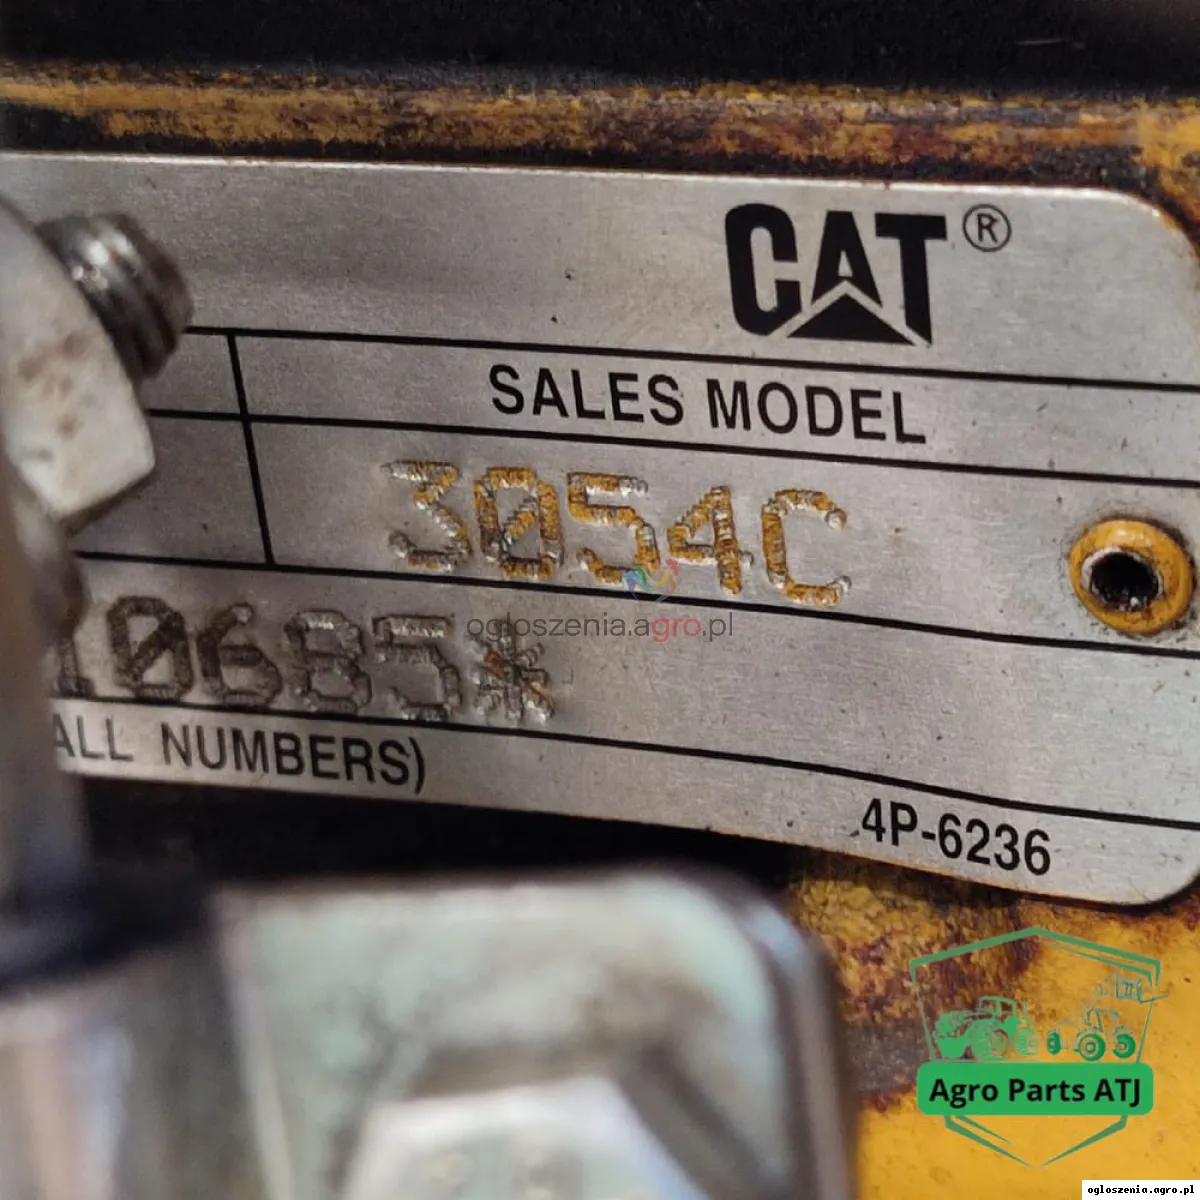 CAT®
SALES MODEL
3054C
10685*
ogloszenia.agro.pl
ALL NUMBERS)
4P-6236
Agro Parts ATJ
ogloszenia.agro.pl